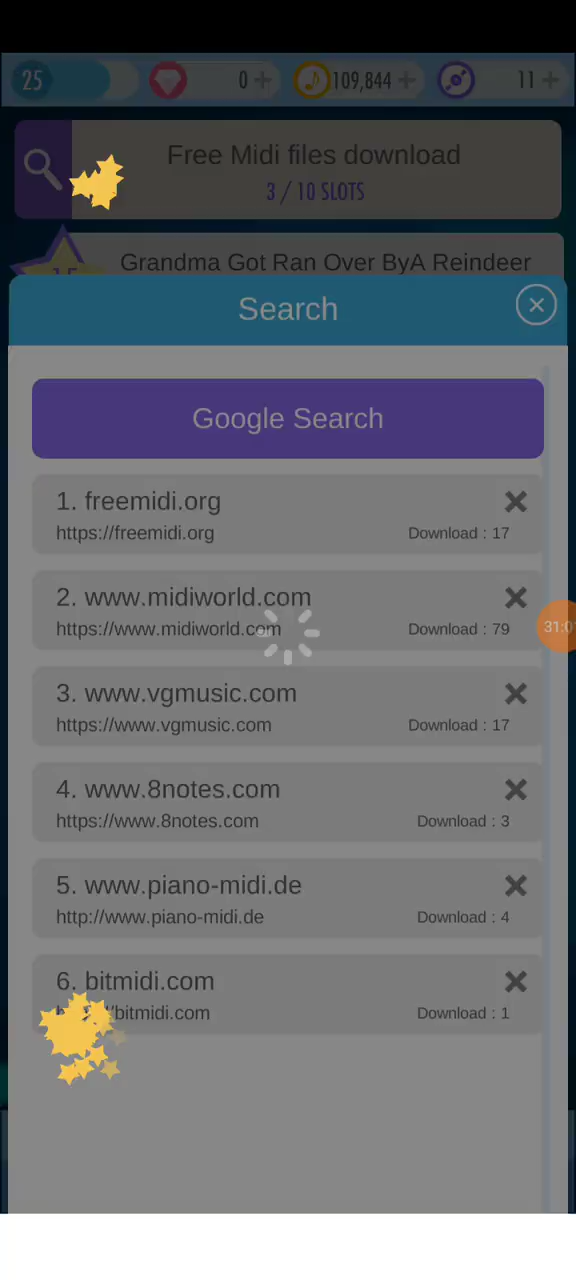 25
0
109,844
11
Free Midi files download
3 / 10 SLOTS
Grandma Got Ran Over ByA Reindeer
Search
Google Search
1. freemidi.org
https://freemidi.org
Download : 17
2. www.midiworld.com
https://www.midiworld.com
Download : 79
31:01
3. www.vgmusic.com
https://www.vgmusic.com
Download : 17
4. www.8notes.com
https://www.8notes.com
Download : 3
5. www.piano-midi.de
http://www.piano-midi.de
Download : 4
6. bitmidi.com
/bitmidi.com
Download : 1